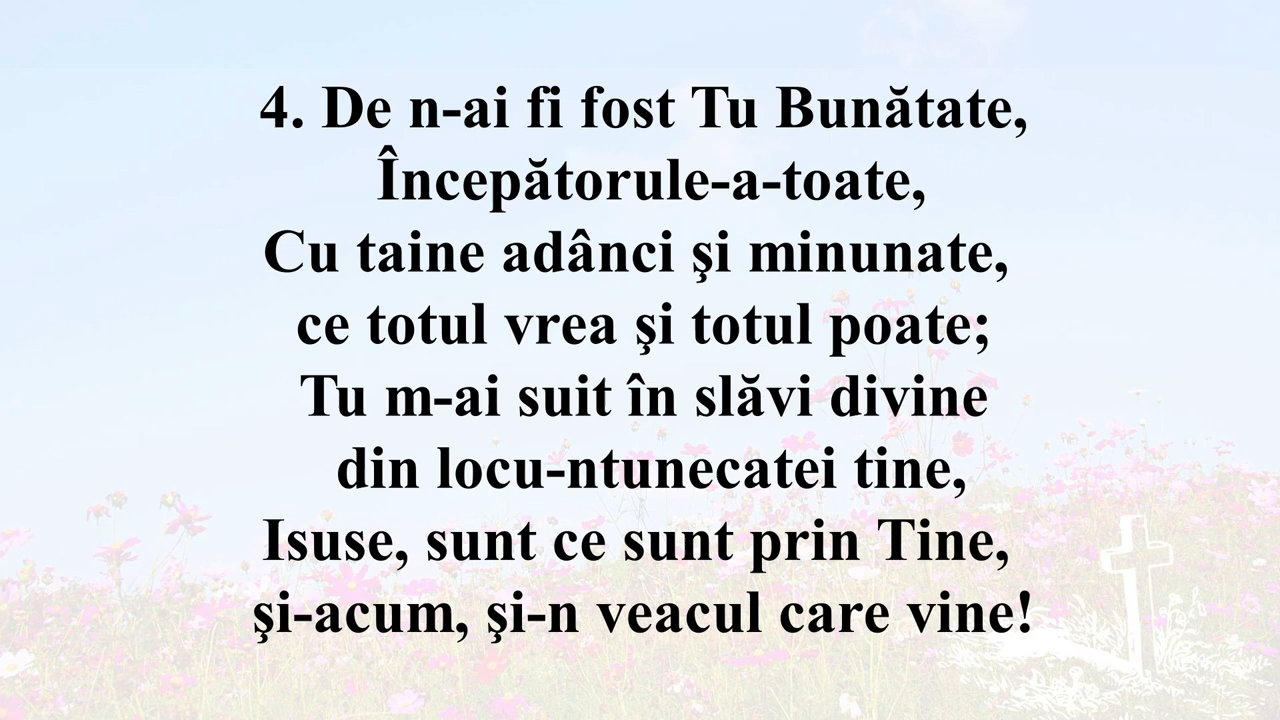 4. De n-ai fi fost Tu Bunătate,
Începătorule-a-toate,
Cu taine adânci şi minunate,
ce totul vrea şi totul poate;
Tu m-ai suit în slăvi divine
din locu-ntunecatei tine,
Isuse, sunt ce sunt prin Tine,
şi-acum, şi-n veacul care vine!